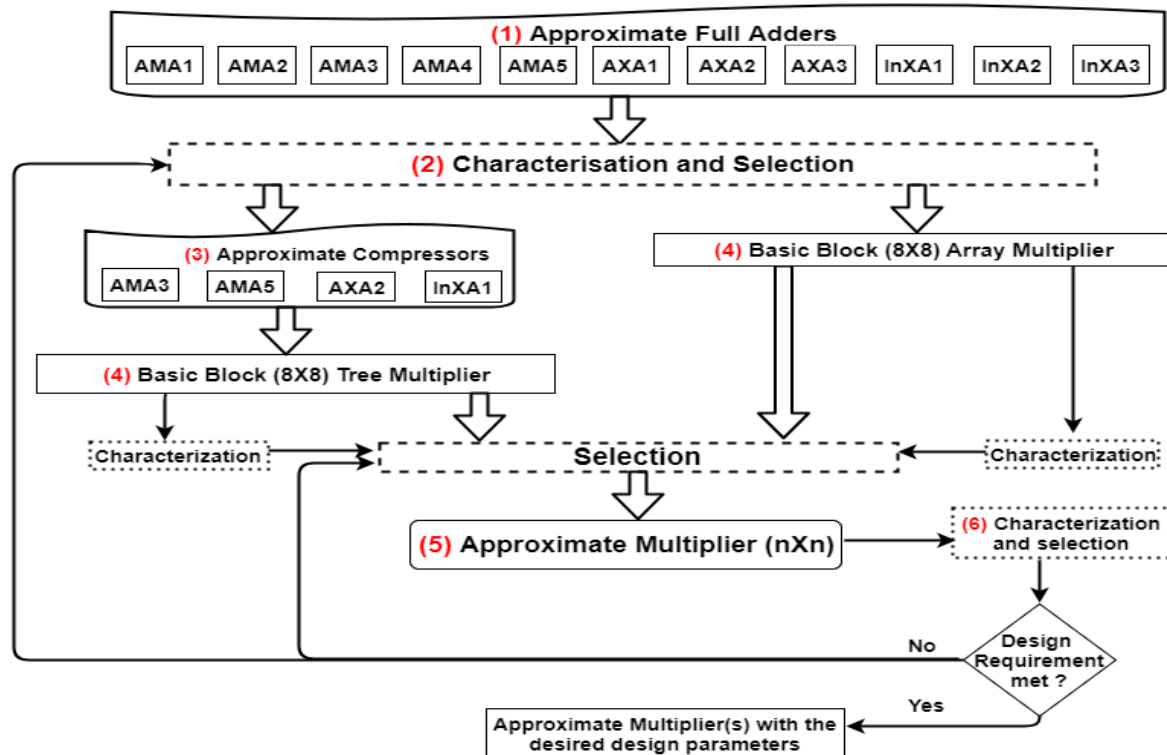 (1) Approximate Full Adders
AMA1 AMA2 AMA3 AMA4 AMA5 AXA1 AXA2 AXA3 InXA1 InXA2 InXA3
(2) Characterisation and Selection
(3) Approximate Compressors
AMA3 AMA5 AXA2 InXA1
(4) Basic Block (8X8) Array Multiplier
(4) Basic Block (8X8) Tree Multiplier
Characterization
Selection
Characterization
(5) Approximate Multiplier (nXn)
(6) Characterization
and selection
Design
Requirement
met ?
No
Yes
Approximate Multiplier(s) with the
desired design parameters